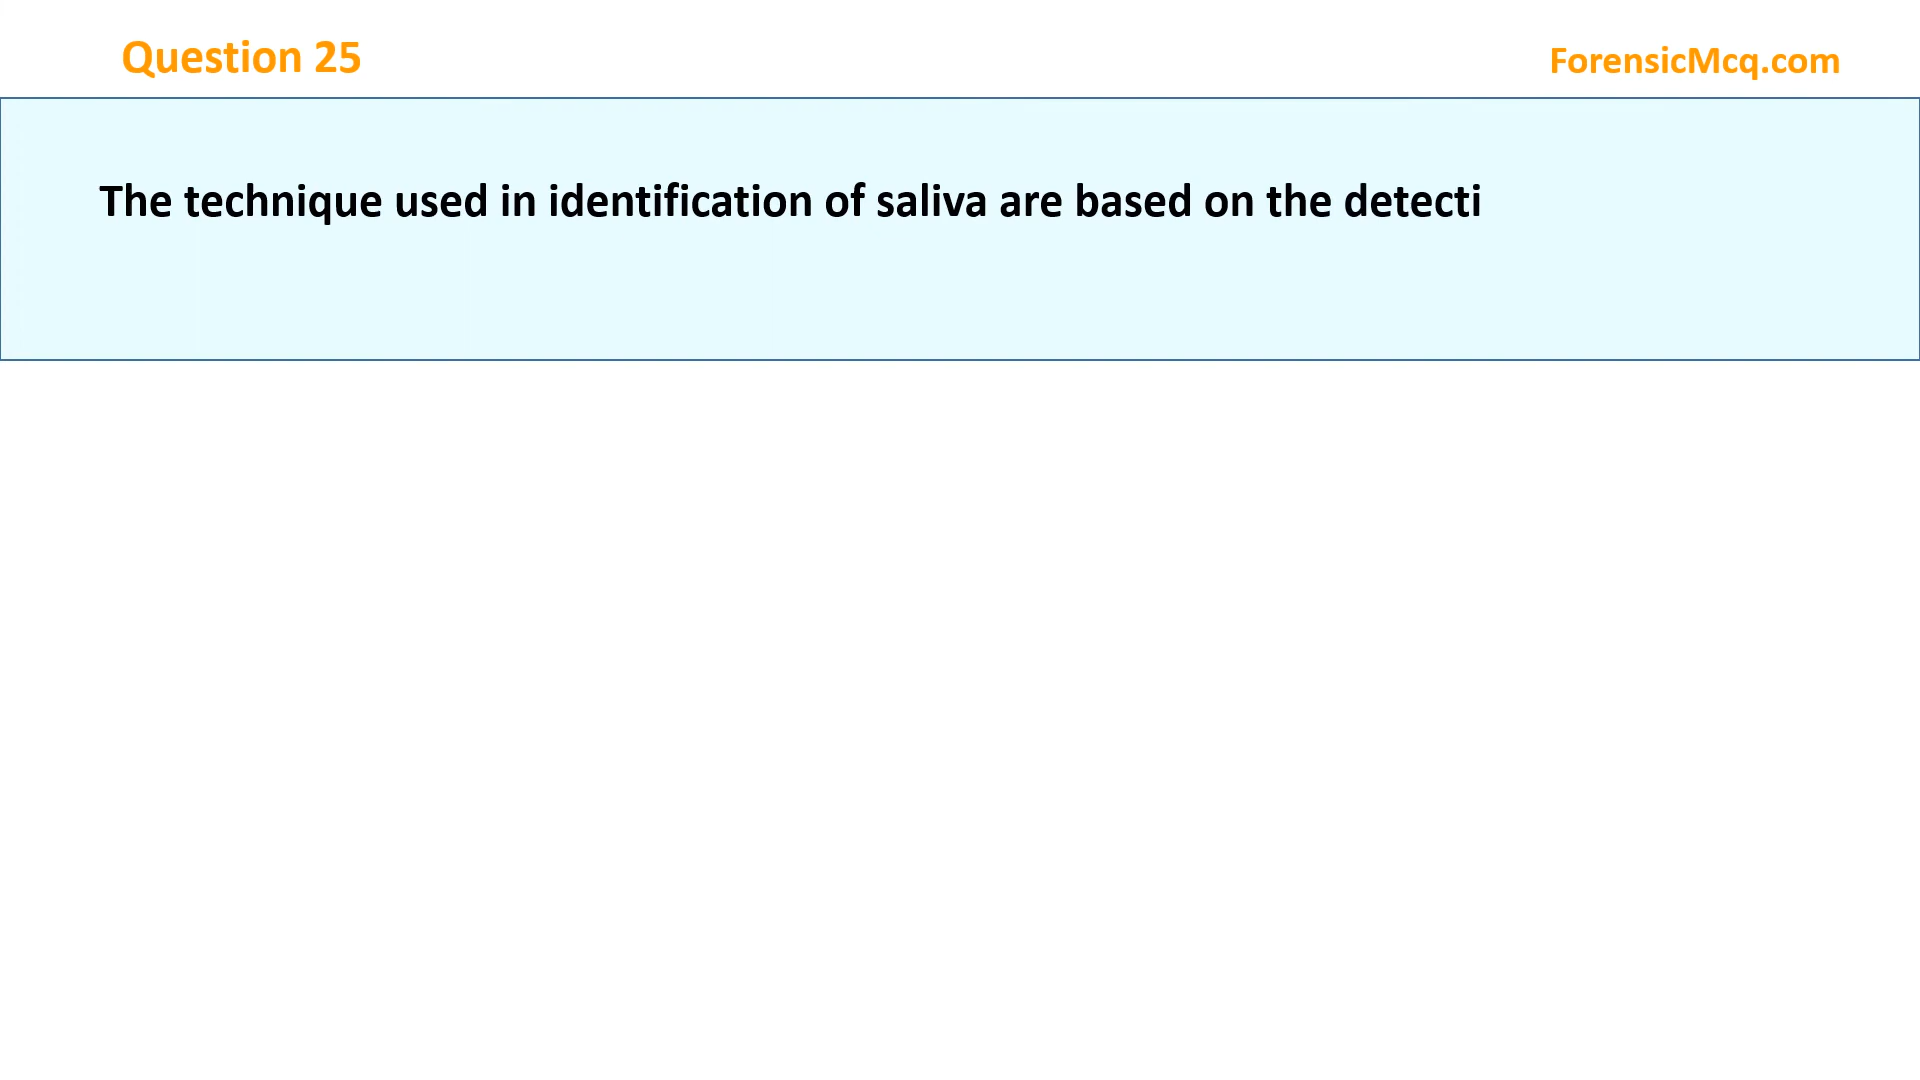 Question 25
ForensicMcq.com
The technique used in identification of saliva are based on the detecti